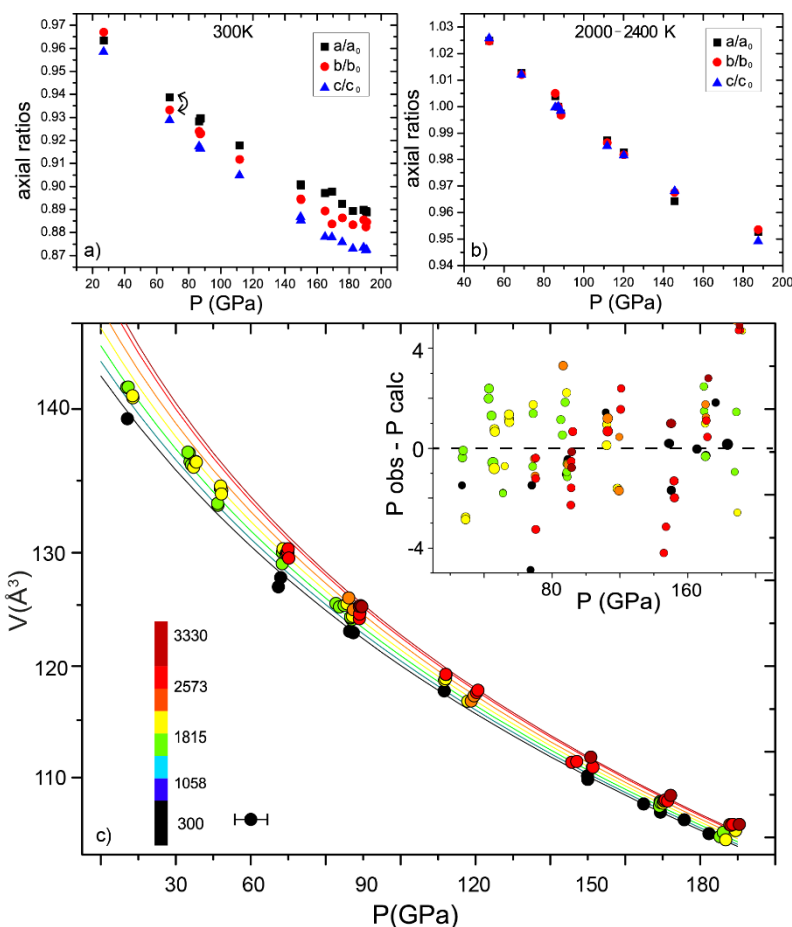 300K
0.97
0.96
0.95
0.94
0.93
0.92
0.91
0.90
0.89
0.88
0.87
axial ratios
a/a0
b/b0
c/c0
a)
20 40 60 80 100 120 140 160 180 200
P (GPa)
2000-2400 K
1.03
1.02
1.01
1.00
0.99
0.98
0.97
0.96
0.95
0.94
axial ratios
a/a0
b/b0
c/c0
b)
40 60 80 100 120 140 160 180 200
P (GPa)
140
130
120
110
V(Å3)
4
0
-4
P obs - P calc
80 160
P (GPa)
3330
2573
1815
1058
300
c)
30 60 90 120 150 180
P(GPa)